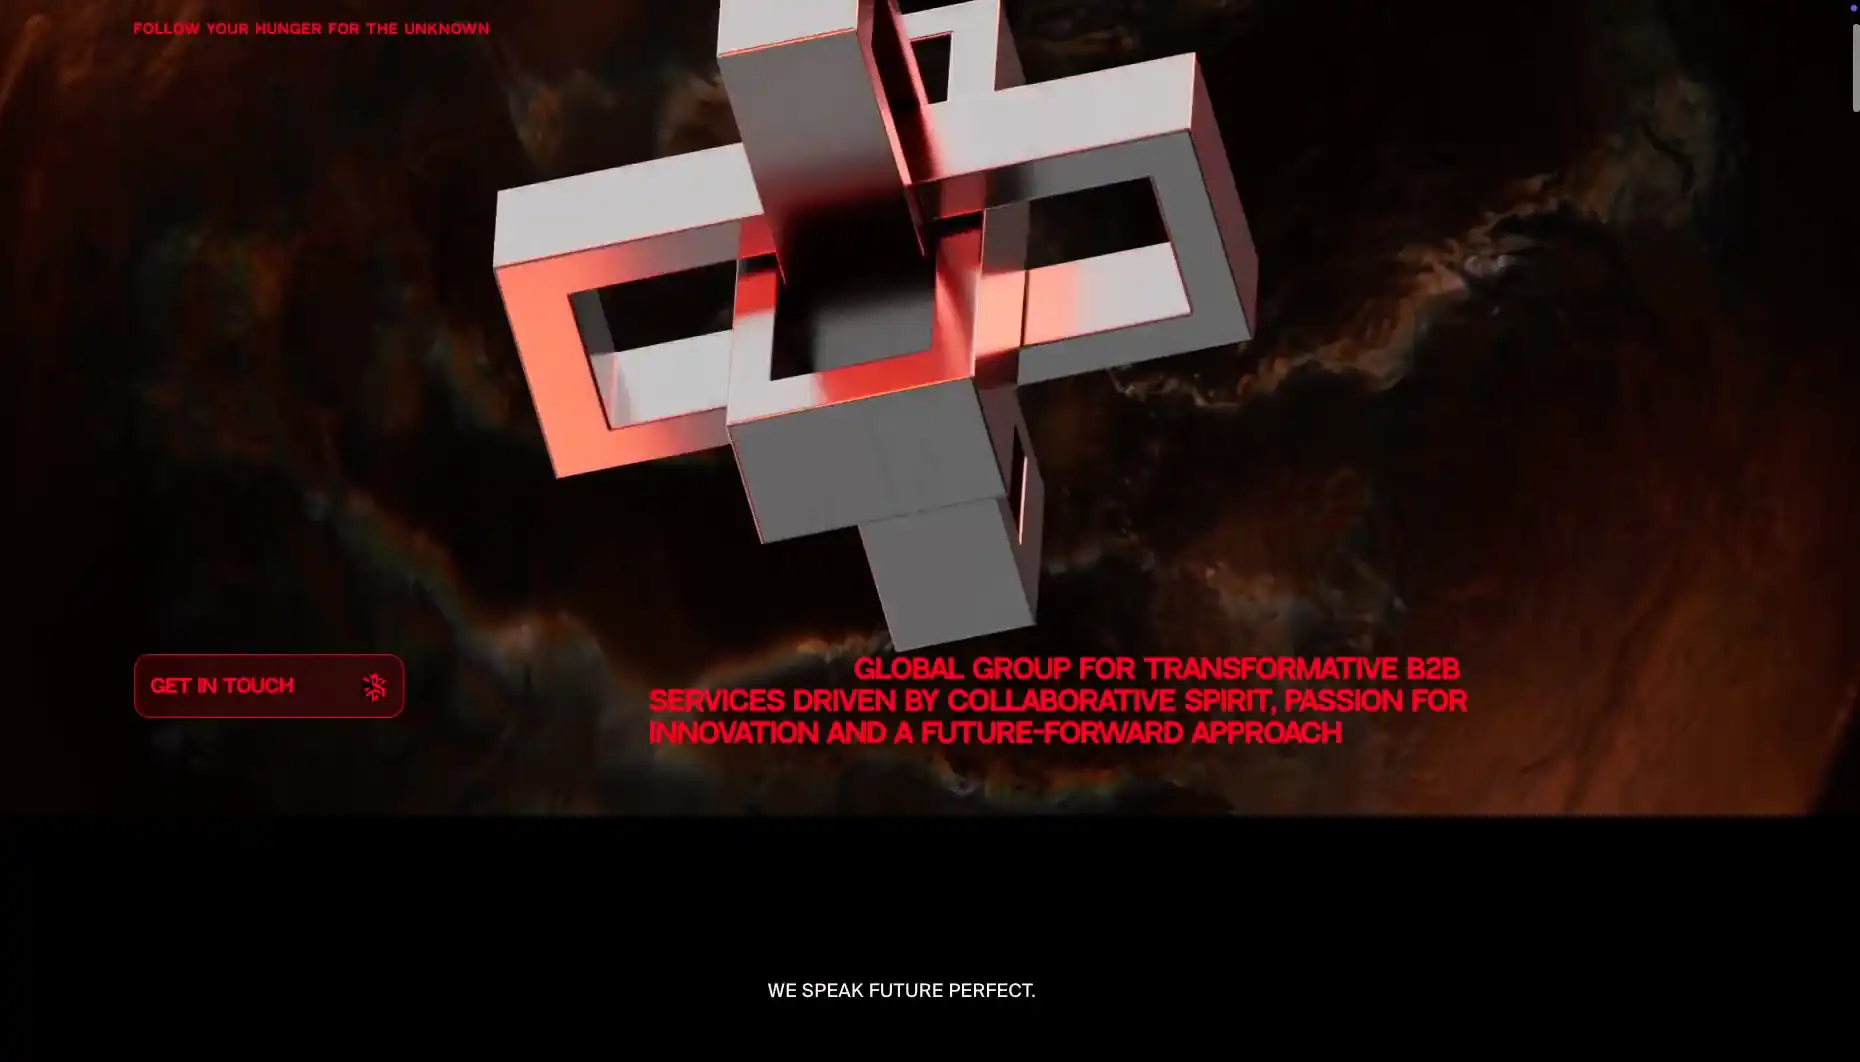 FOLLOW YOUR HUNGER FOR THE UNKNOWN
GET IN TOUCH
GLOBAL GROUP FOR TRANSFORMATIVE B2B
SERVICES DRIVEN BY COLLABORATIVE SPIRIT, PASSION FOR
INNOVATION AND A FUTURE-FORWARD APPROACH
WE SPEAK FUTURE PERFECT.